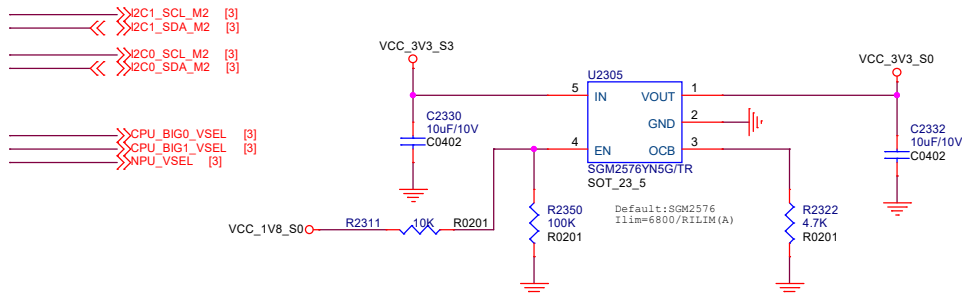 I2C1_SCL_M2 [3]
I2C1_SDA_M2 [3]
I2C0_SCL_M2 [3]
I2C0_SDA_M2 [3]
CPU_BIG0_VSEL [3]
CPU_BIG1_VSEL [3]
NPU_VSEL [3]
VCC_3V3_S3
C2330
10uF/10V
C0402
U2305
5 IN VOUT 1
GND 2
4 EN OCB 3
SGM2576YN5G/TR
SOT_23_5
VCC_3V3_S0
C2332
10uF/10V
C0402
Default:SGM2576
Ilim=6800/RILIM(A)
VCC_1V8_S0 R2311 10K R0201
R2350
100K
R0201
R2322
4.7K
R0201